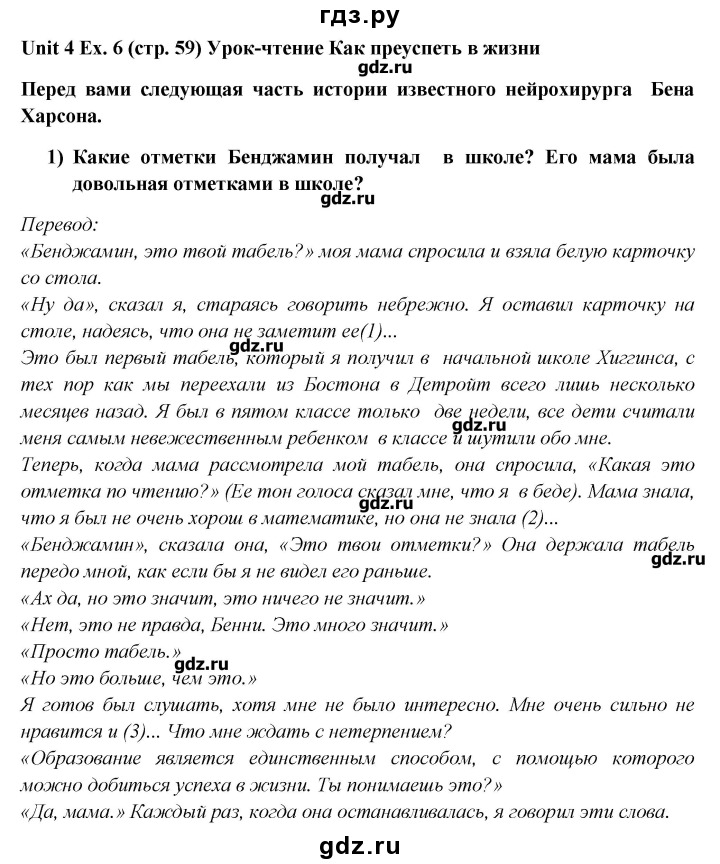 гдз.ру
Unit 4 Ex. 6 (стр. 59) Урок-чтение Как преуспеть в жизни
gdz.ru
Перед вами следующая часть истории известного нейрохирурга Бена
Харсона.
1) Какие отметки Бенджамин получал в школе? Его мама была
довольная отметками в школе?
gdz.ru
Перевод:
«Бенджамин, это твой табель?» моя мама спросила и взяла белую карточку
со стола.
«Ну да», сказал я, стараясь говорить небрежно. Я оставил карточку на
столе, надеясь, что она не заметит ее(1)...
gdz.ru
Это был первый табель, который я получил в начальной школе Хиггинса, с
тех пор как мы переехали из Бостона в Детройт всего лишь несколько
месяцев назад. Я был в пятом классе только две недели, все дети считали
gdz.ru
меня самым невежественным ребенком в классе и шутили обо мне.
Теперь, когда мама рассмотрела мой табель, она спросила, «Какая это
отметка по чтению?» (Ее тон голоса сказал мне, что я в беде). Мама знала,
gdz.ru
что я был не очень хорош в математике, но она не знала (2)...
«Бенджамин», сказала она, «Это твои отметки?» Она держала табель
gdz.ru
передо мной, как если бы я не видел его раньше.
«Ах да, но это значит, это ничего не значит.»
«Нет, это не правда, Бенни. Это много значит.»
«Просто табель.»
gdz.ru
«Но это больше, чем это.»
Я готов был слушать, хотя мне не было интересно. Мне очень сильно не
нравится и (3)... Что мне ждать с нетерпением?
«Образование является единственным способом, с помощью которого
можно добиться успеха в жизни. Ты понимаешь это?»
«Да, мама.» Каждый раз, когда она останавливалась, я говорил эти слова.
gdz.ru